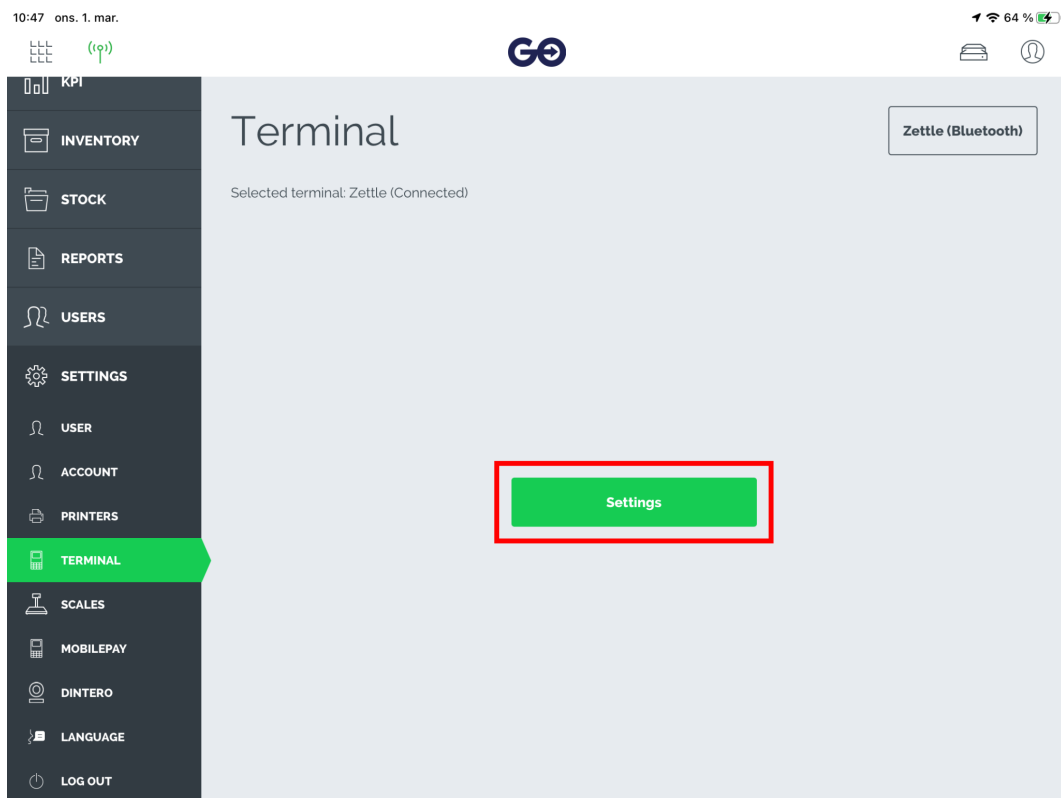 10:47 ons. 1. mar.
64 %
GO
KPI
INVENTORY
STOCK
REPORTS
USERS
SETTINGS
USER
ACCOUNT
PRINTERS
TERMINAL
SCALES
MOBILEPAY
DINTERO
LANGUAGE
LOG OUT
Terminal
Zettle (Bluetooth)
Selected terminal: Zettle (Connected)
Settings